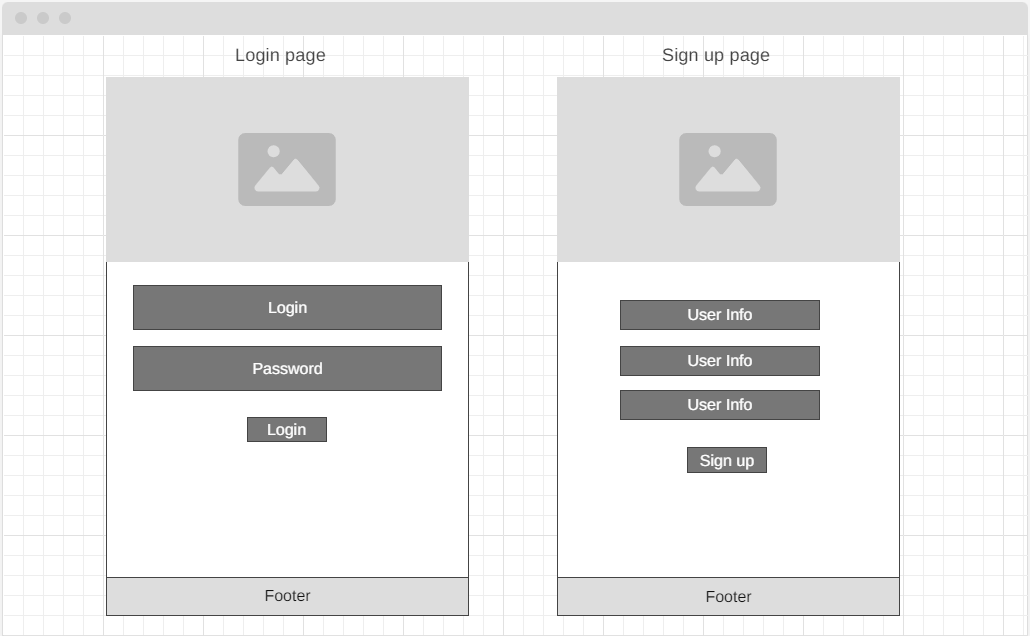 Login page
Login
Password
Login
Footer
Sign up page
User Info
User Info
User Info
Sign up
Footer